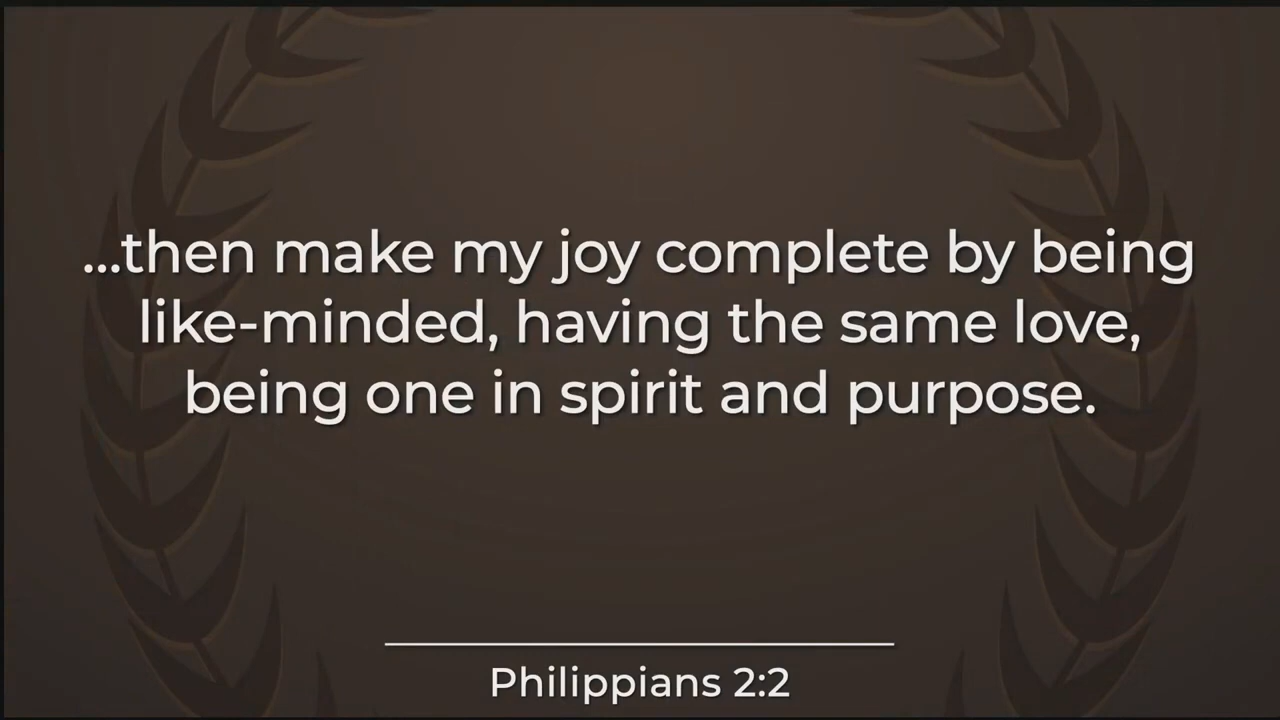 ...then make my joy complete by being
like-minded, having the same love,
being one in spirit and purpose.
Philippians 2:2